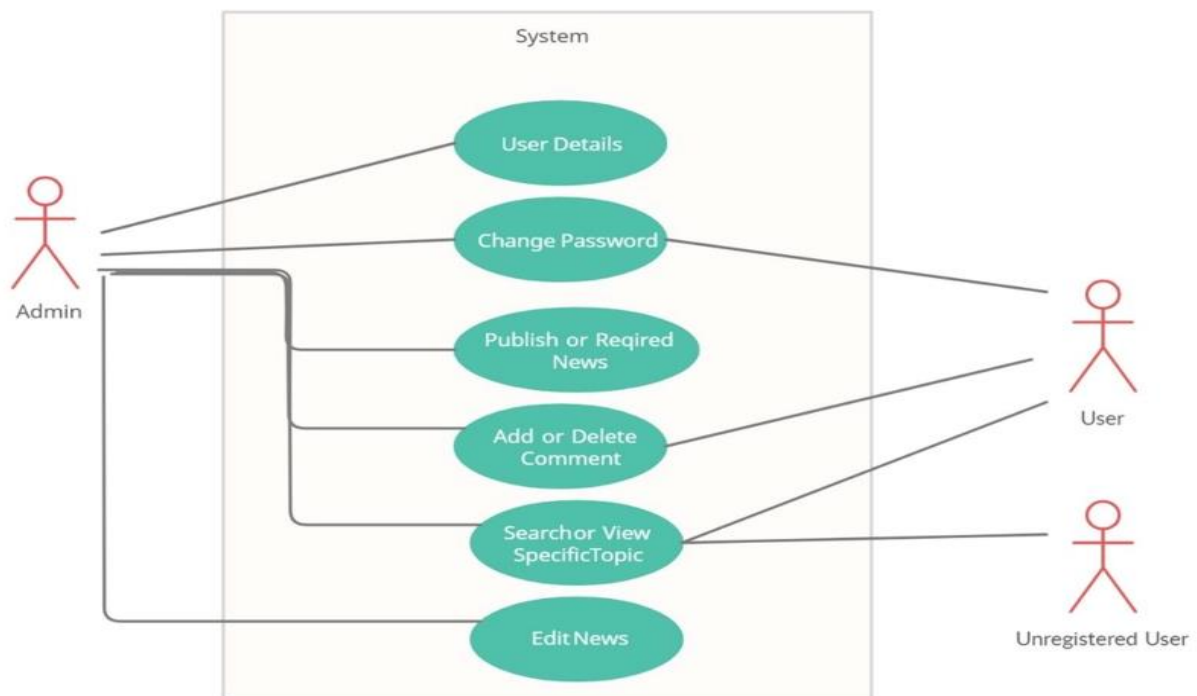 System
User Details
Change Password
Admin
Publish or Reqired
News
User
Add or Delete
Comment
Searchor View
SpecificTopic
Edit News
Unregistered User